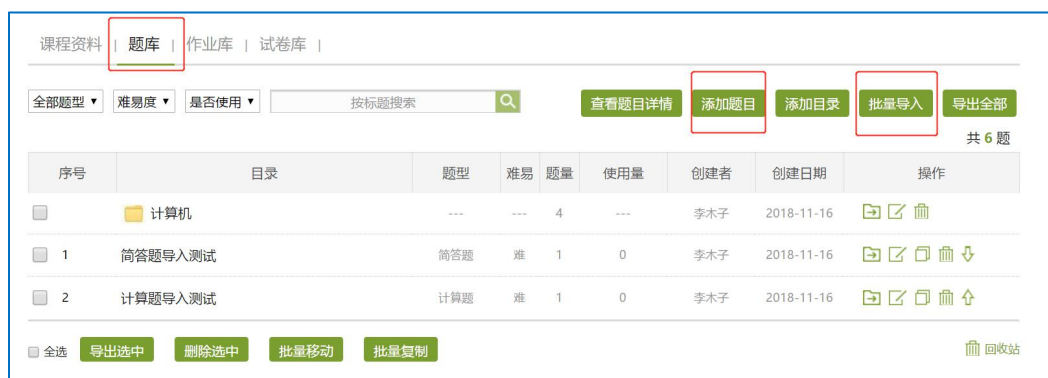 课程资料 | 题库 | 作业库 | 试卷库 |
全部题型 难易度 是否使用 按标题搜索 查看题目详情 添加题目 添加目录 批量导入 导出全部
共 6 题
序号 目录 题型 难易 题量 使用量 创建者 创建日期 操作
计算机 --- --- 4 --- 李木子 2018-11-16
1 简答题导入测试 简答题 难 1 0 李木子 2018-11-16
2 计算题导入测试 计算题 难 1 0 李木子 2018-11-16
全选 导出选中 删除选中 批量移动 批量复制 回收站